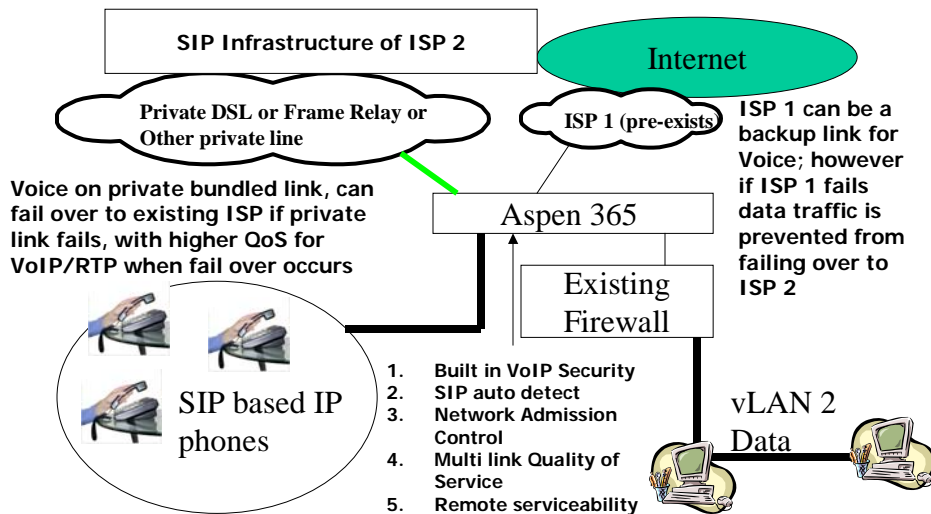 SIP Infrastructure of ISP 2
Internet
Private DSL or Frame Relay or
Other private line
ISP 1 (pre-exists)
ISP 1 can be a
backup link for
Voice; however
if ISP 1 fails
data traffic is
prevented from
failing over to
ISP 2
Voice on private bundled link, can
fail over to existing ISP if private
link fails, with higher QoS for
VoIP/RTP when fail over occurs
Aspen 365
Existing
Firewall
SIP based IP
phones
1. Built in VoIP Security
2. SIP auto detect
3. Network Admission
Control
4. Multi link Quality of
Service
5. Remote serviceability
vLAN 2
Data